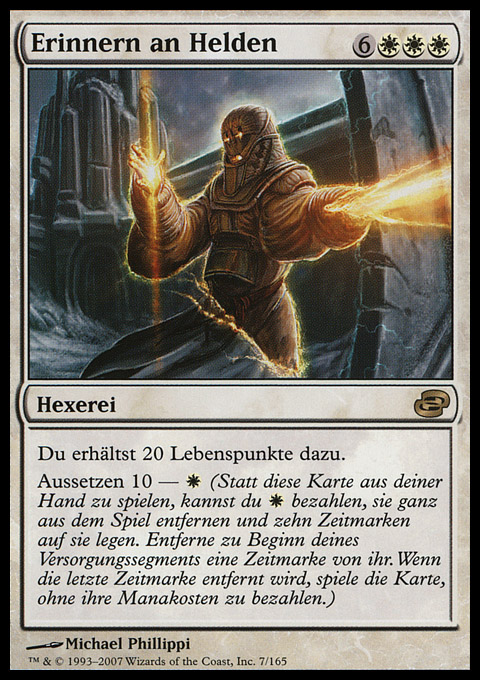 Erinnern an Helden 6
Hexerei
Du erhältst 20 Lebenspunkte dazu.
Aussetzen 10 — (Statt diese Karte aus deiner
Hand zu spielen, kannst du bezahlen, sie ganz
aus dem Spiel entfernen und zehn Zeitmarken
auf sie legen. Entferne zu Beginn deines
Versorgungssegments eine Zeitmarke von ihr. Wenn
die letzte Zeitmarke entfernt wird, spiele die Karte,
ohne ihre Manakosten zu bezahlen.)
Michael Phillippi
™ & © 1993–2007 Wizards of the Coast, Inc. 7/165